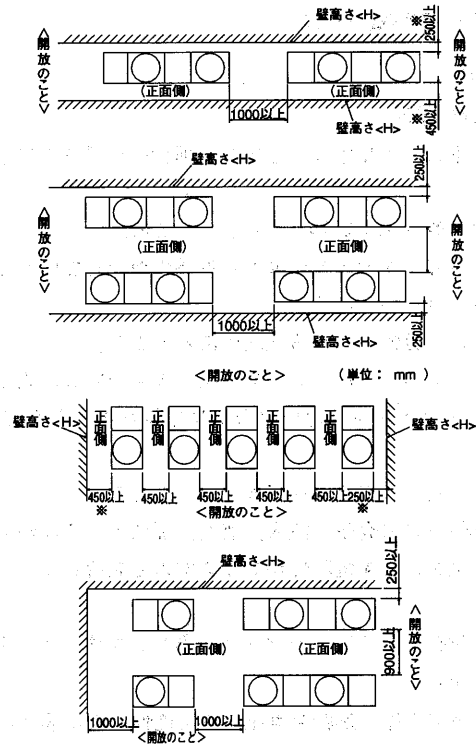 壁高さ<H>
※
250以上
<開放のこと>
<開放のこと>
(正面側)
(正面側)
1000以上
壁高さ<H>
※
450以上
壁高さ<H>
250以上
<開放のこと>
<開放のこと>
(正面側)
(正面側)
1000以上
壁高さ<H>
250以上
<開放のこと>
(単位: mm)
壁高さ<H>
正面側
正面側
正面側
正面側
正面側
壁高さ<H>
450以上
450以上
450以上
450以上
450以上
250以上
※
※
<開放のこと>
壁高さ<H>
250以上
(正面側)
900以上
<開放のこと>
1000以上
1000以上
<開放のこと>